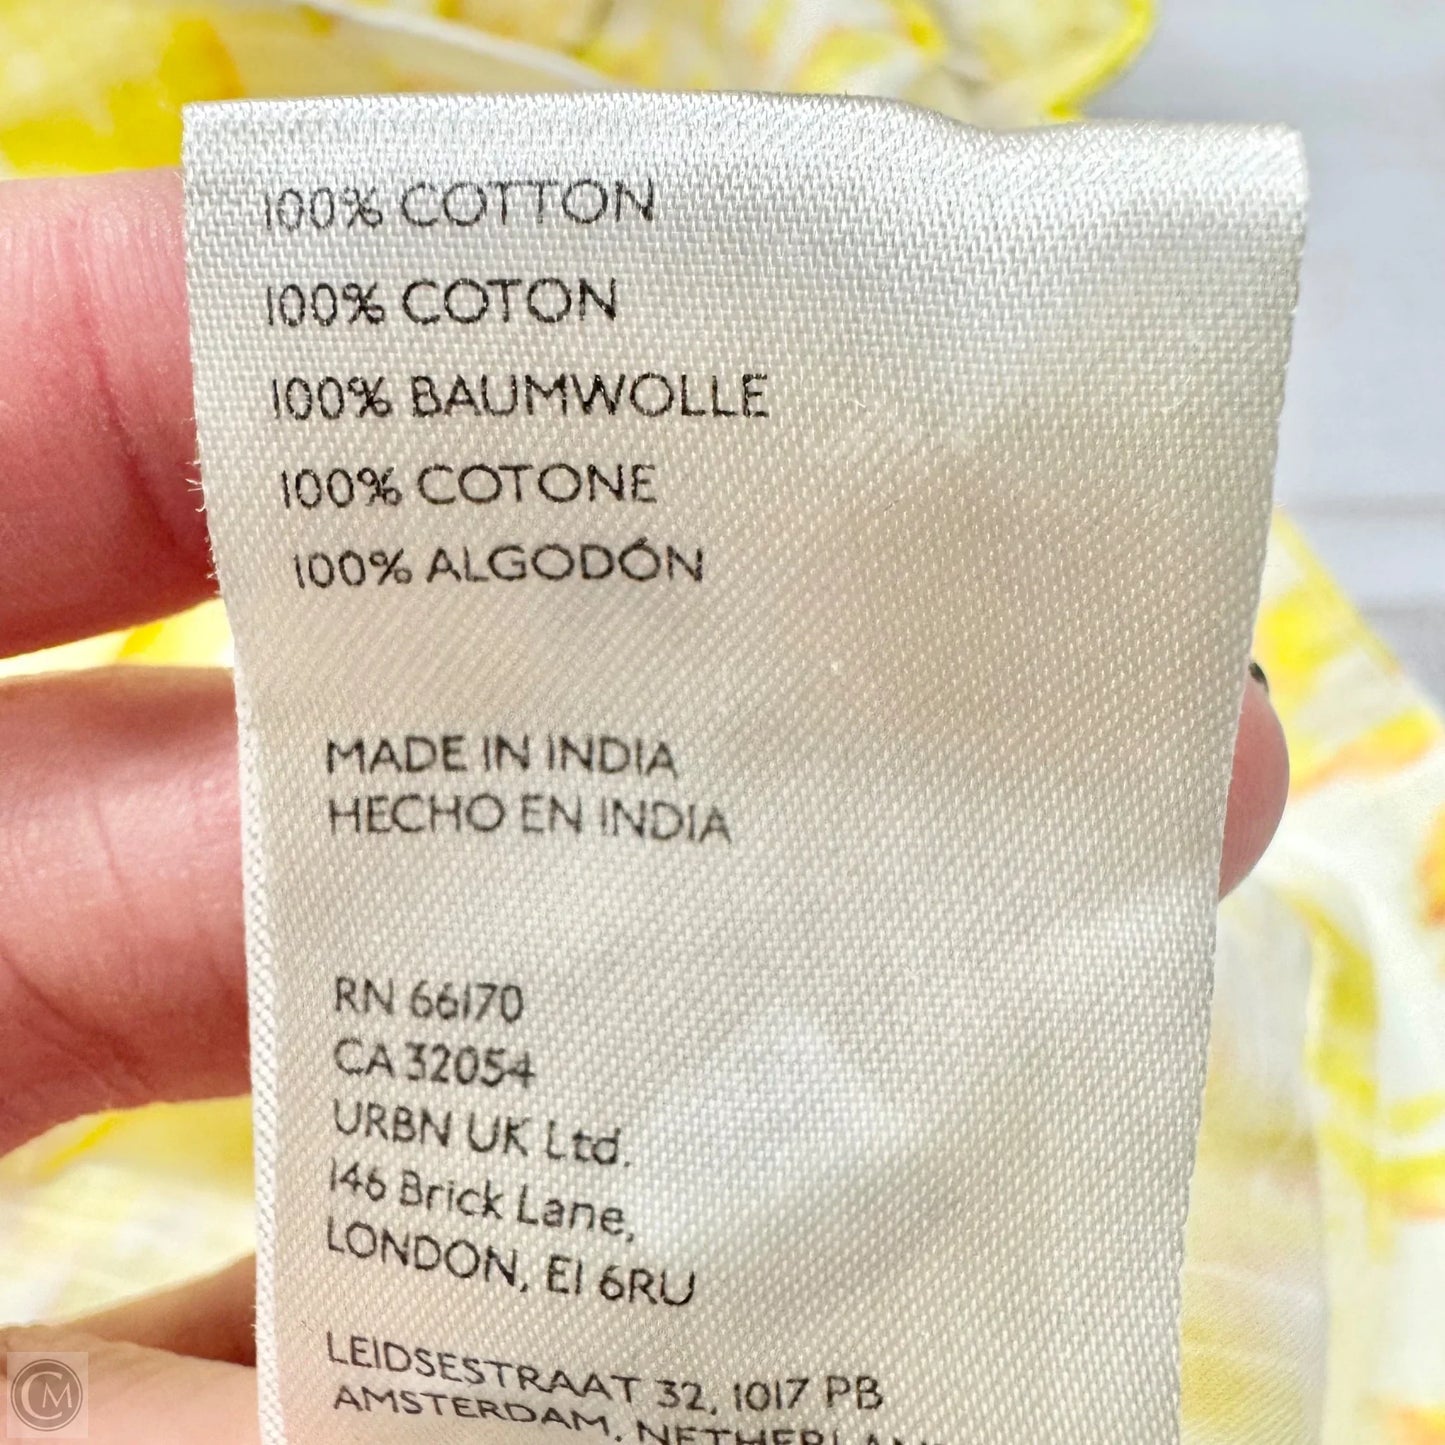 100% COTTON
100% COTON
100% BAUMWOLLE
100% COTONE
100% ALGODÓN
MADE IN INDIA
HECHO EN INDIA
RN 66170
CA 32054
URBN UK Ltd.
146 Brick Lane,
LONDON, E1 6RU
LEIDSESTRAAT 32, 1017 PB
AMSTERDAM,